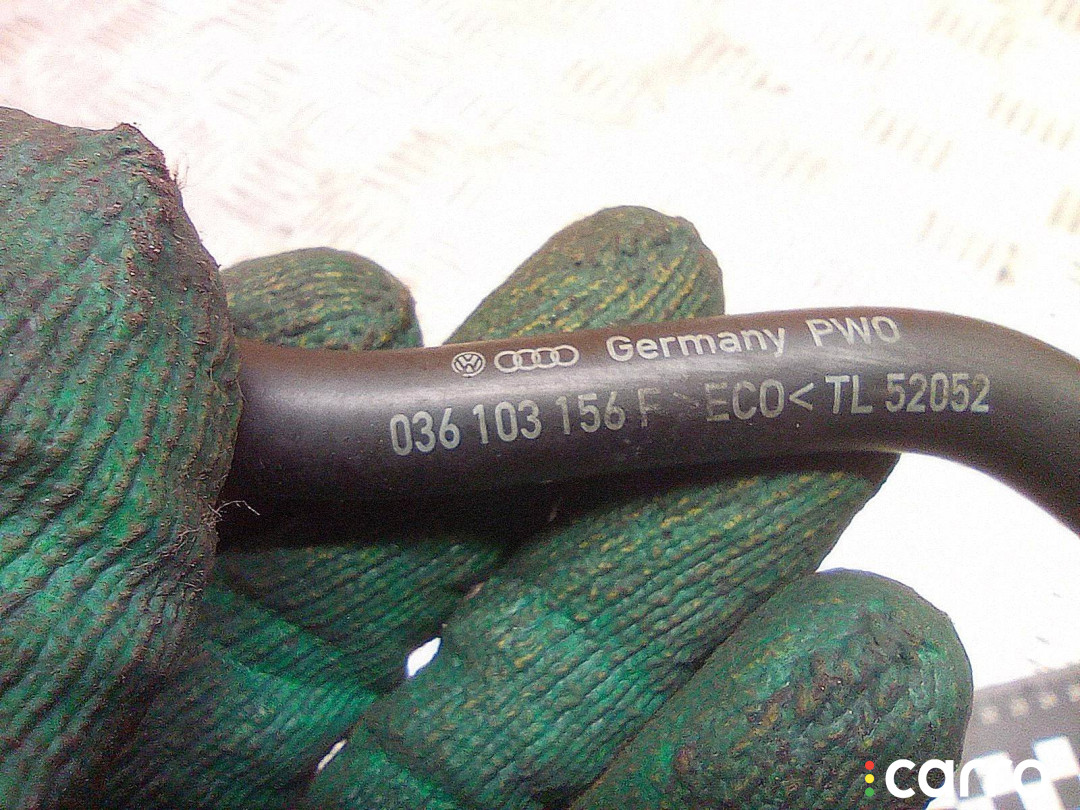 Germany PWO
036 103 156 F >ECO< TL 52052